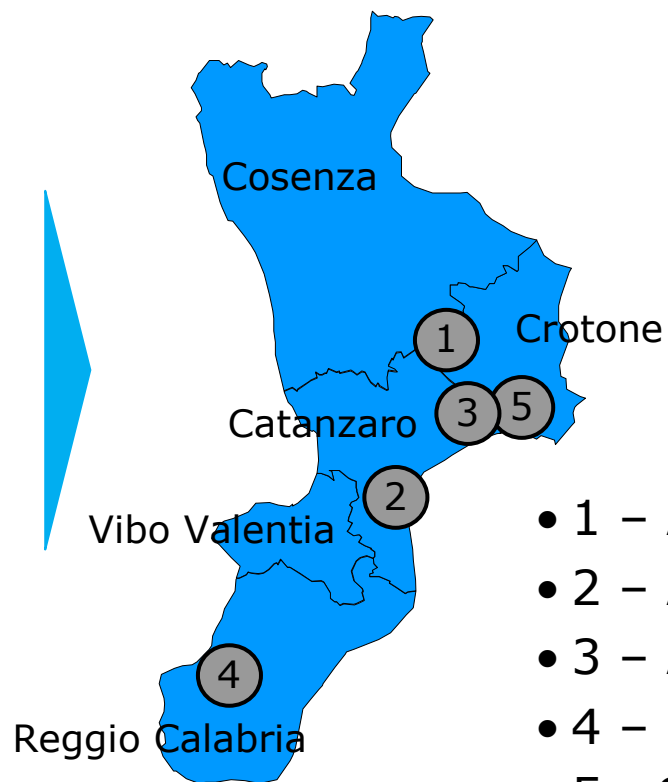 Cosenza
Crotone
1
Catanzaro
3
5
2
Vibo Valentia
4
Reggio Calabria
• 1 –
• 2 –
• 3 –
• 4 –